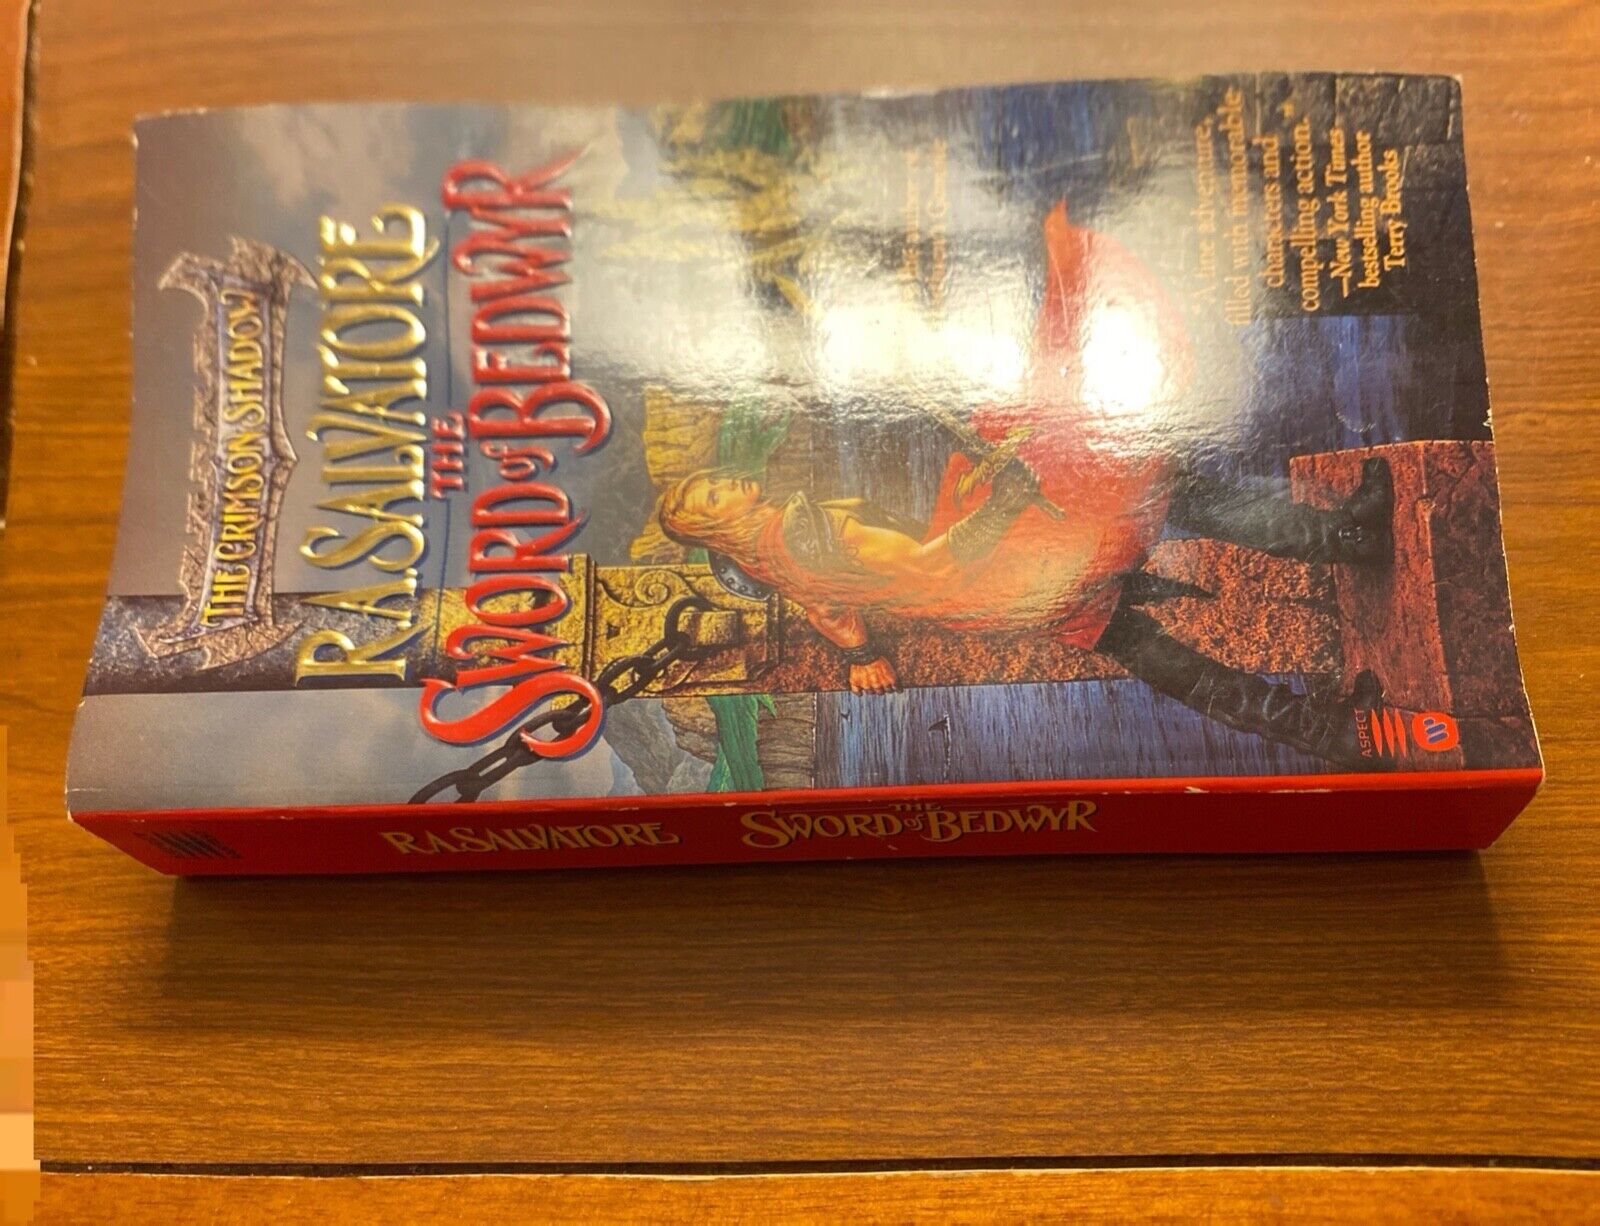 THE CRIMSON SHADOW
R.A. SALVATORE
THE
SWORD of BEDWYR
"A fine adventure,
filled with memorable
characters and
compelling action."
—New York Times
bestselling author
Terry Brooks
ASPECT
R.A. SALVATORE
THE
SWORD of BEDWYR